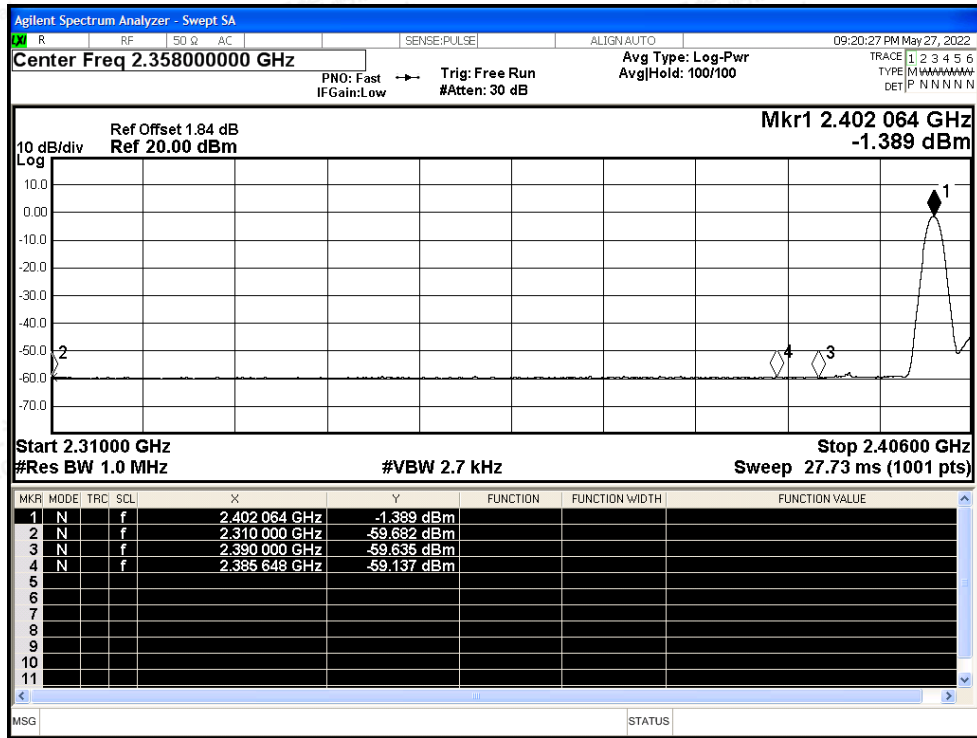 Agilent Spectrum Analyzer - Swept SA
LXI R RF 50 Ω AC SENSE:PULSE ALIGN AUTO 09:20:27 PM May 27, 2022
Center Freq 2.358000000 GHz
PNO: Fast
IFGain:Low
Trig: Free Run
#Atten: 30 dB
Avg Type: Log-Pwr
Avg|Hold: 100/100
TRACE 1 2 3 4 5 6
TYPE M
DET P N N N N N
Mkr1 2.402 064 GHz
-1.389 dBm
Ref Offset 1.84 dB
10 dB/div Ref 20.00 dBm
Log
10.0
0.00
-10.0
-20.0
-30.0
-40.0
-50.0
-60.0
-70.0
1
2
4
3
Start 2.31000 GHz Stop 2.40600 GHz
#Res BW 1.0 MHz #VBW 2.7 kHz Sweep 27.73 ms (1001 pts)
MKR MODE TRC SCL X Y FUNCTION FUNCTION WIDTH FUNCTION VALUE
1 N f 2.402 064 GHz -1.389 dBm
2 N f 2.310 000 GHz -59.682 dBm
3 N f 2.390 000 GHz -59.635 dBm
4 N f 2.385 648 GHz -59.137 dBm
5
6
7
8
9
10
11
MSG STATUS